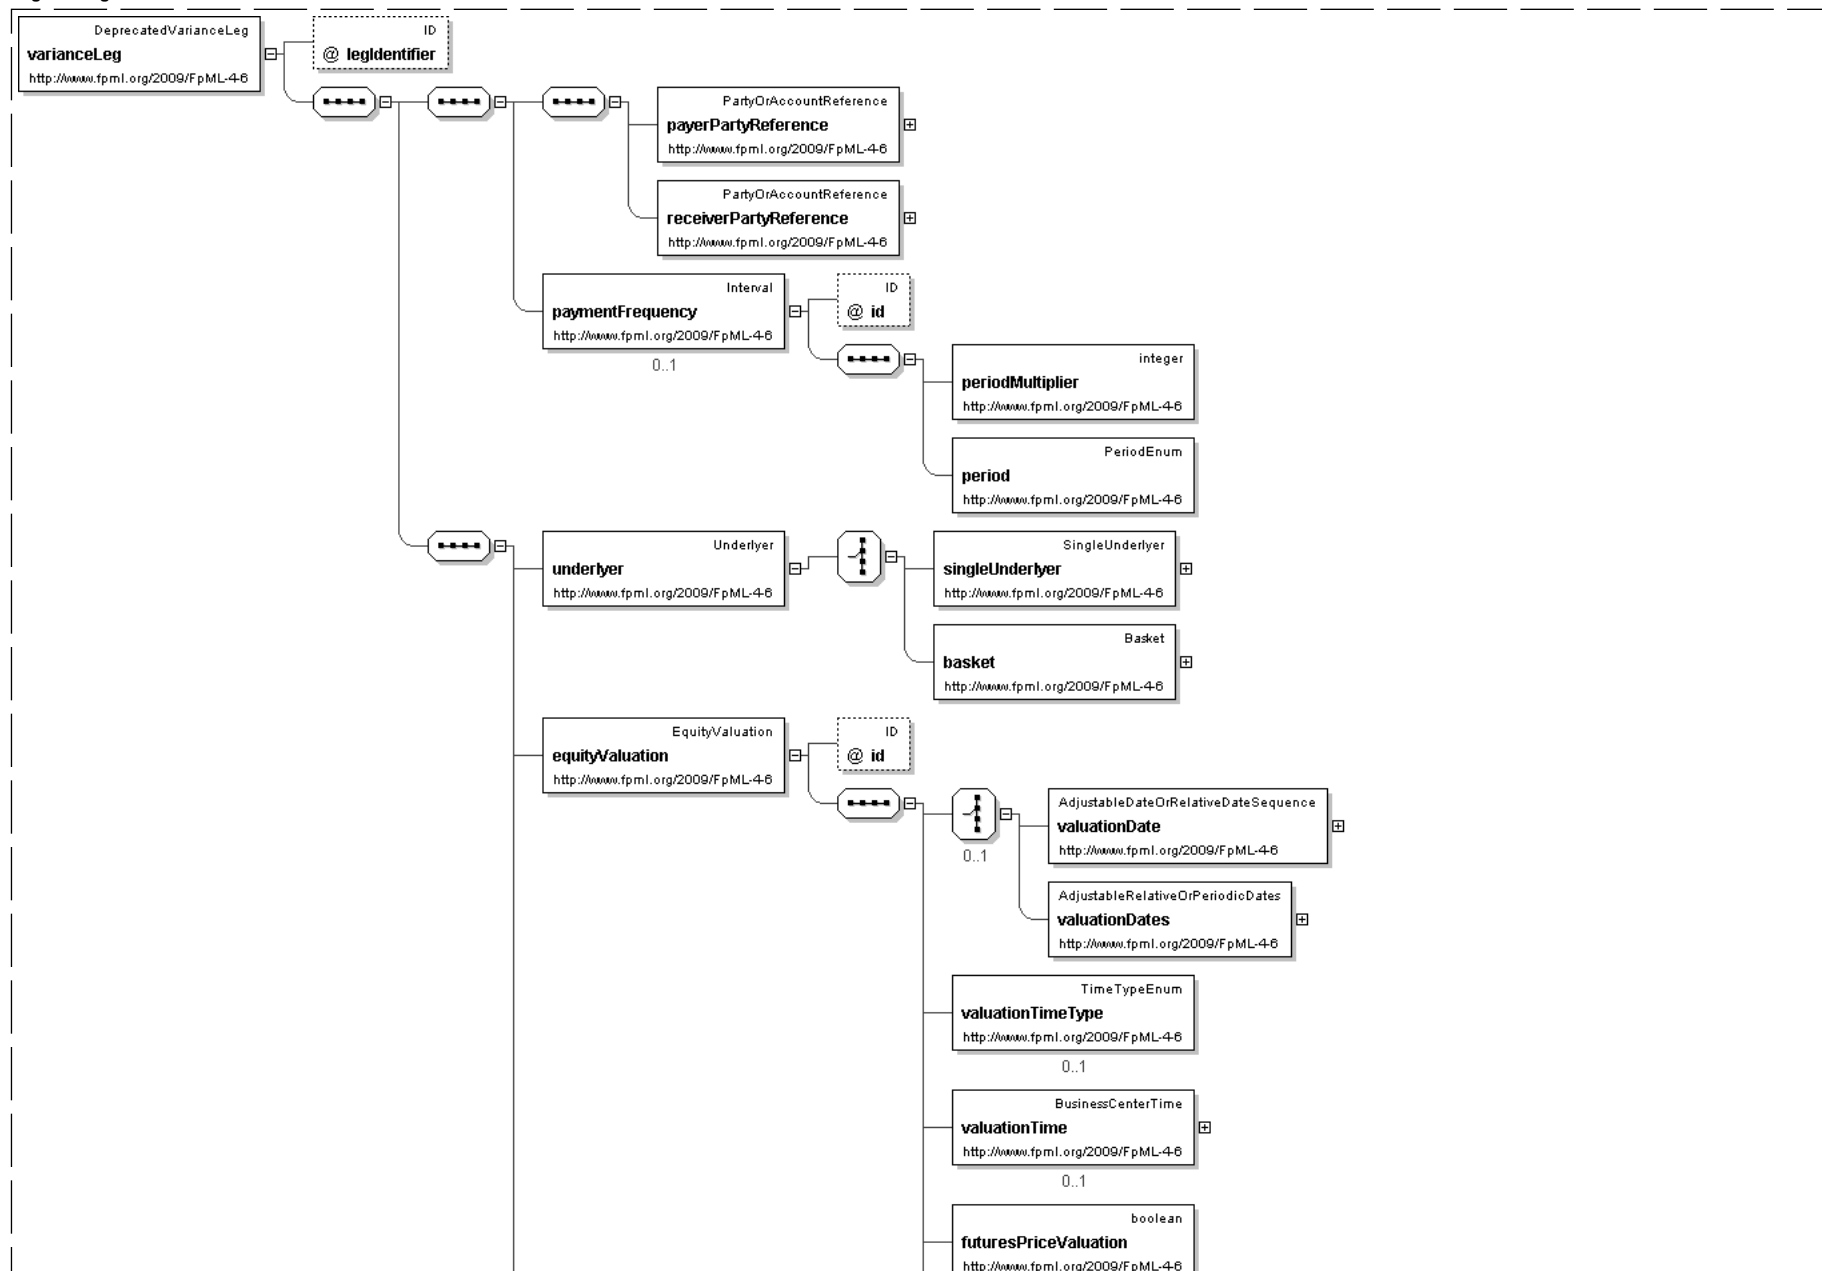 DeprecatedVarianceLeg
varianceLeg
http://www.fpml.org/2009/FpML-4-6
ID
@ legIdentifier
PartyOrAccountReference
payerPartyReference
http://www.fpml.org/2009/FpML-4-6
PartyOrAccountReference
receiverPartyReference
http://www.fpml.org/2009/FpML-4-6
Interval
paymentFrequency
http://www.fpml.org/2009/FpML-4-6
0..1
ID
@ id
integer
periodMultiplier
http://www.fpml.org/2009/FpML-4-6
PeriodEnum
period
http://www.fpml.org/2009/FpML-4-6
Underlyer
underlyer
http://www.fpml.org/2009/FpML-4-6
SingleUnderlyer
singleUnderlyer
http://www.fpml.org/2009/FpML-4-6
Basket
basket
http://www.fpml.org/2009/FpML-4-6
EquityValuation
equityValuation
http://www.fpml.org/2009/FpML-4-6
ID
@ id
0..1
AdjustableDateOrRelativeDateSequence
valuationDate
http://www.fpml.org/2009/FpML-4-6
AdjustableRelativeOrPeriodicDates
valuationDates
http://www.fpml.org/2009/FpML-4-6
TimeTypeEnum
valuationTimeType
http://www.fpml.org/2009/FpML-4-6
0..1
BusinessCenterTime
valuationTime
http://www.fpml.org/2009/FpML-4-6
0..1
boolean
futuresPriceValuation
http://www.fpml.org/2009/FpML-4-6